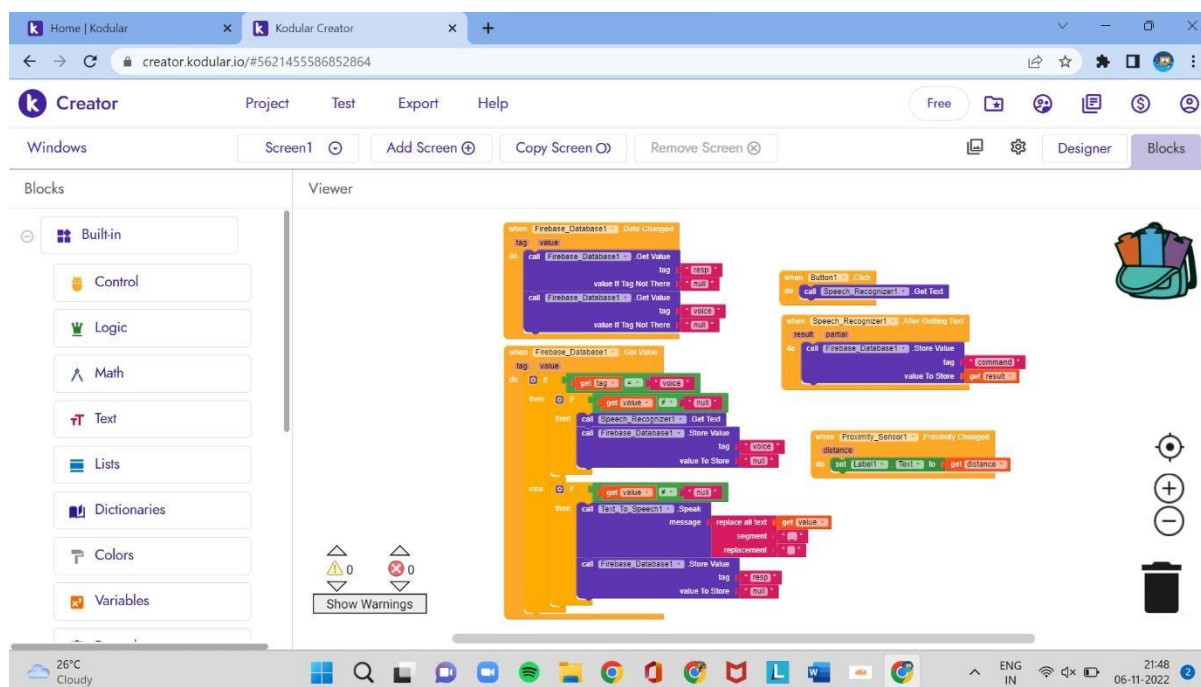 Home | Kodular
Kodular Creator
creator.kodular.io/#5621455586852864
k Creator Project Test Export Help Free
Windows Screen1 Add Screen Copy Screen Remove Screen Designer Blocks
Blocks Viewer
Built-in
Control
Logic
Math
Text
Lists
Dictionaries
Colors
Variables
when Firebase_Database1 .Data Changed
tag value
do call Firebase_Database1 .Get Value
tag "resp"
value If Tag Not There "null"
call Firebase_Database1 .Get Value
tag "voice"
value If Tag Not There "null"
when Firebase_Database1 .Got Value
tag value
do if get tag = "voice"
then if get value ≠ "null"
then call Speech_Recognizer1 .Get Text
call Firebase_Database1 .Store Value
tag "voice"
value To Store "null"
else if get value ≠ "null"
then call Text_To_Speech1 .Speak
message replace all text get value
segment
replacement
call Firebase_Database1 .Store Value
tag "resp"
value To Store "null"
when Button1 .Click
do call Speech_Recognizer1 .Get Text
when Speech_Recognizer1 .After Getting Text
result partial
do call Firebase_Database1 .Store Value
tag "command"
value To Store get result
when Proximity_Sensor1 .Proximity Changed
distance
do set Label1 . Text to get distance
0 0
Show Warnings
26°C
Cloudy
ENG
IN
21:48
06-11-2022
2